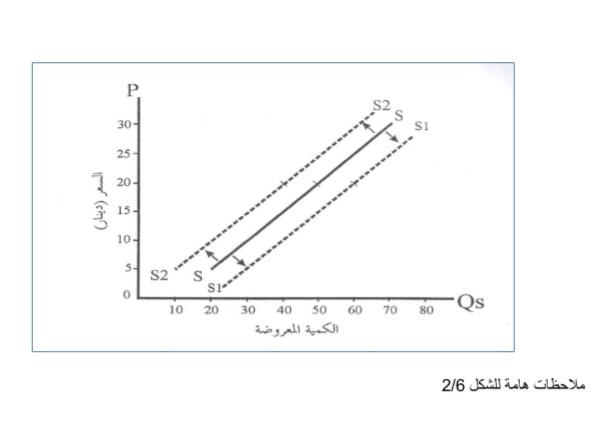 P
S2
S
S1
30
25
20
15
10
5
0
السعر (دينار)
S2
S
S1
10 20 30 40 50 60 70 80
Qs
الكمية المعروضة
ملاحظات هامة للشكل 2/6